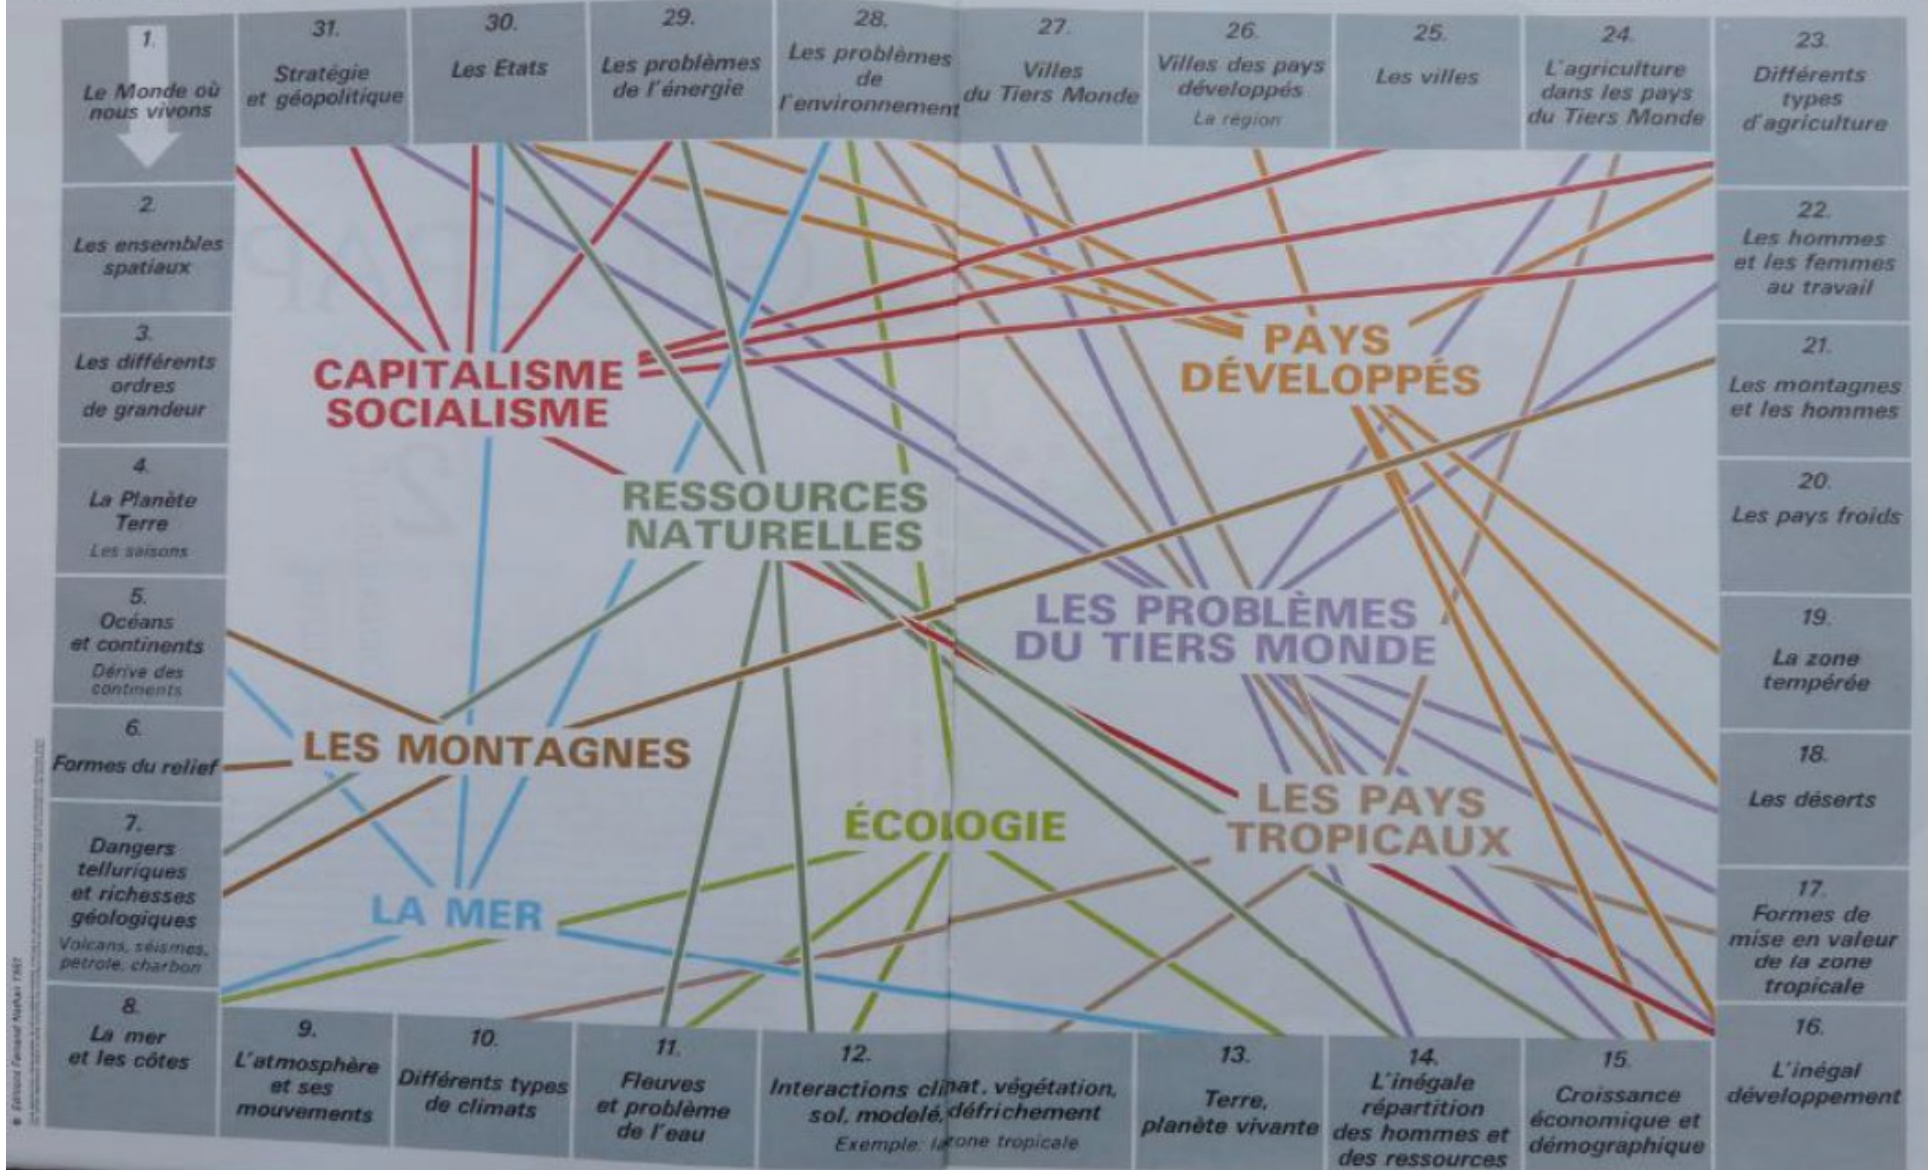 1.
Le Monde où
nous vivons
31.
Stratégie
et géopolitique
30.
Les Etats
29.
Les problèmes
de l'énergie
28.
Les problèmes
de
l'environnement
27.
Villes
du Tiers Monde
26.
Villes des pays
développés
La région
25.
Les villes
24.
L'agriculture
dans les pays
du Tiers Monde
23.
Différents
types
d'agriculture
2.
Les ensembles
spatiaux
22.
Les hommes
et les femmes
au travail
3.
Les différents
ordres
de grandeur
21.
Les montagnes
et les hommes
4.
La Planète
Terre
Les saisons
20.
Les pays froids
5.
Océans
et continents
Dérive des
continents
19.
La zone
tempérée
6.
Formes du relief
18.
Les déserts
7.
Dangers
telluriques
et richesses
géologiques
Volcans, séismes,
pétrole, charbon
17.
Formes de
mise en valeur
de la zone
tropicale
8.
La mer
et les côtes
9.
L'atmosphère
et ses
mouvements
10.
Différents types
de climats
11.
Fleuves
et problème
de l'eau
12.
Interactions climat, végétation,
sol, modelé, défrichement
Exemple: la zone tropicale
13.
Terre,
planète vivante
14.
L'inégale
répartition
des hommes et
des ressources
15.
Croissance
économique et
démographique
16.
L'inégal
développement
CAPITALISME
SOCIALISME
PAYS
DÉVELOPPÉS
RESSOURCES
NATURELLES
LES PROBLÈMES
DU TIERS MONDE
LES MONTAGNES
ÉCOLOGIE
LES PAYS
TROPICAUX
LA MER